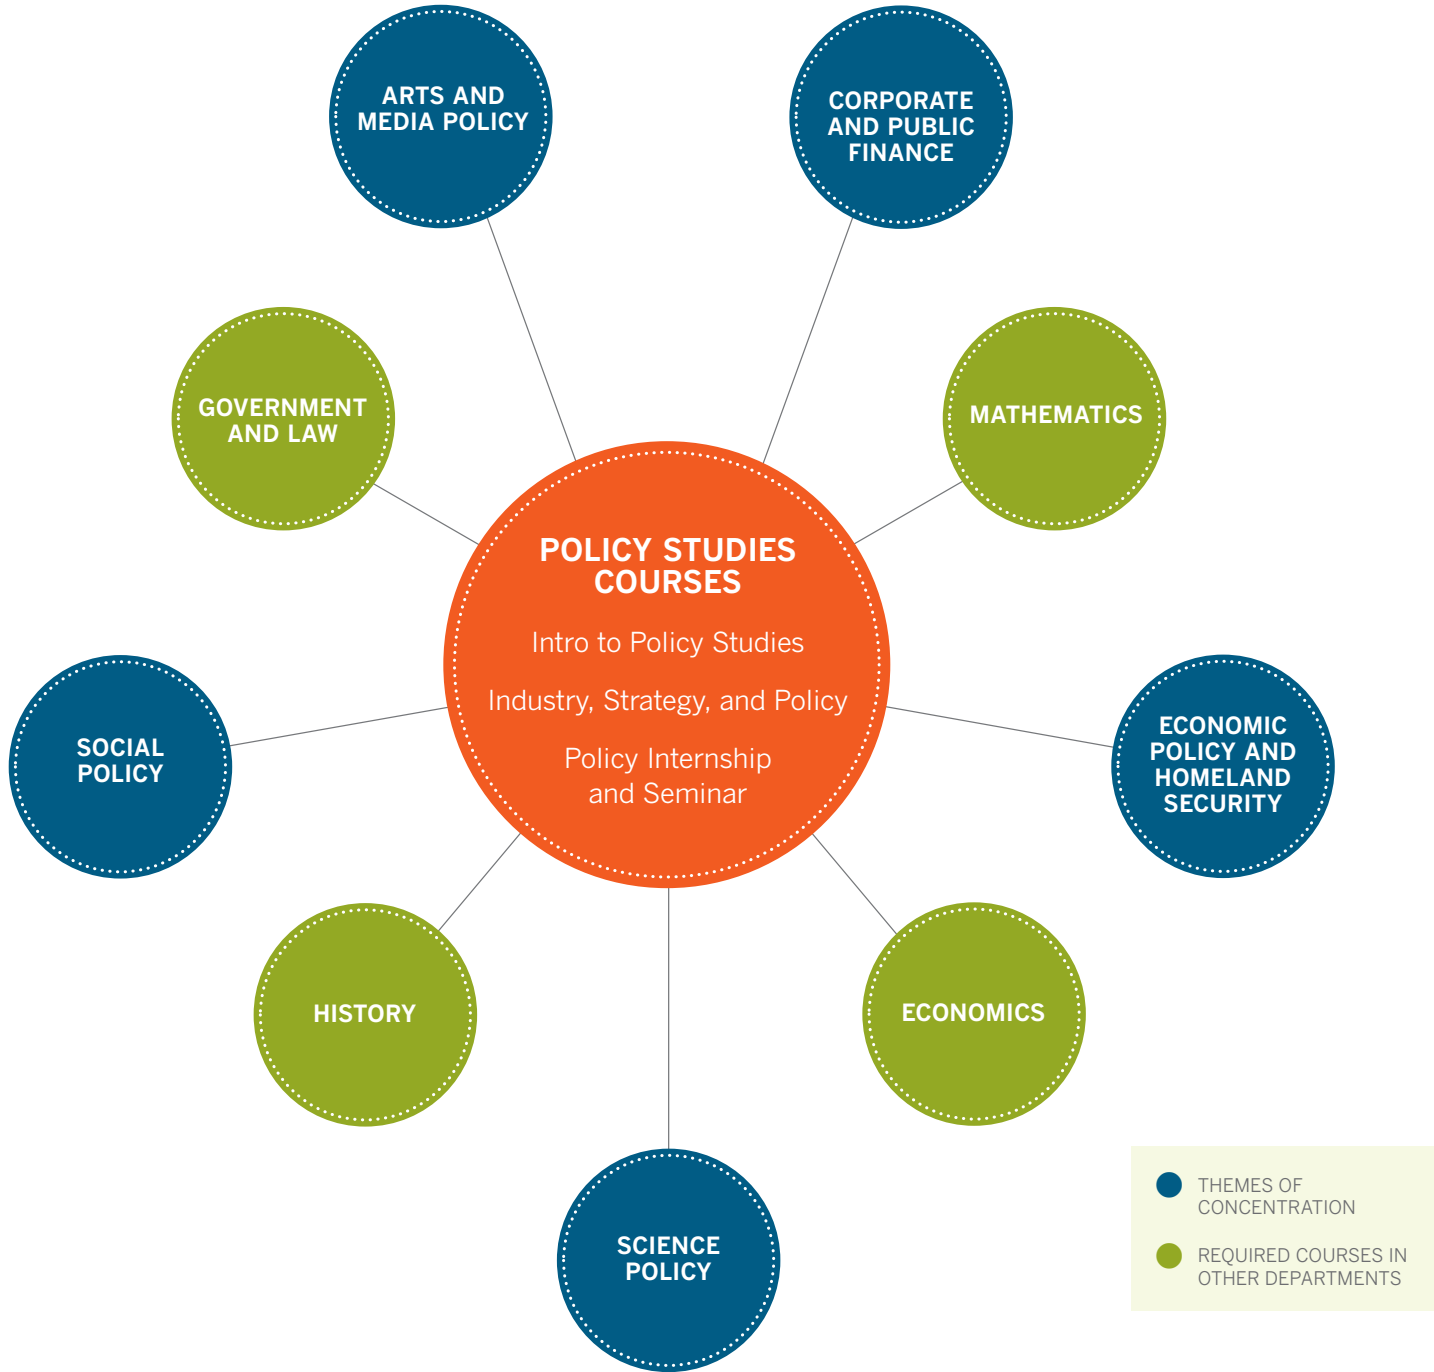 ARTS AND
MEDIA POLICY
CORPORATE
AND PUBLIC
FINANCE
GOVERNMENT
AND LAW
MATHEMATICS
POLICY STUDIES
COURSES
Intro to Policy Studies
Industry, Strategy, and Policy
Policy Internship
and Seminar
SOCIAL
POLICY
ECONOMIC
POLICY AND
HOMELAND
SECURITY
HISTORY
ECONOMICS
SCIENCE
POLICY
THEMES OF
CONCENTRATION
REQUIRED COURSES IN
OTHER DEPARTMENTS